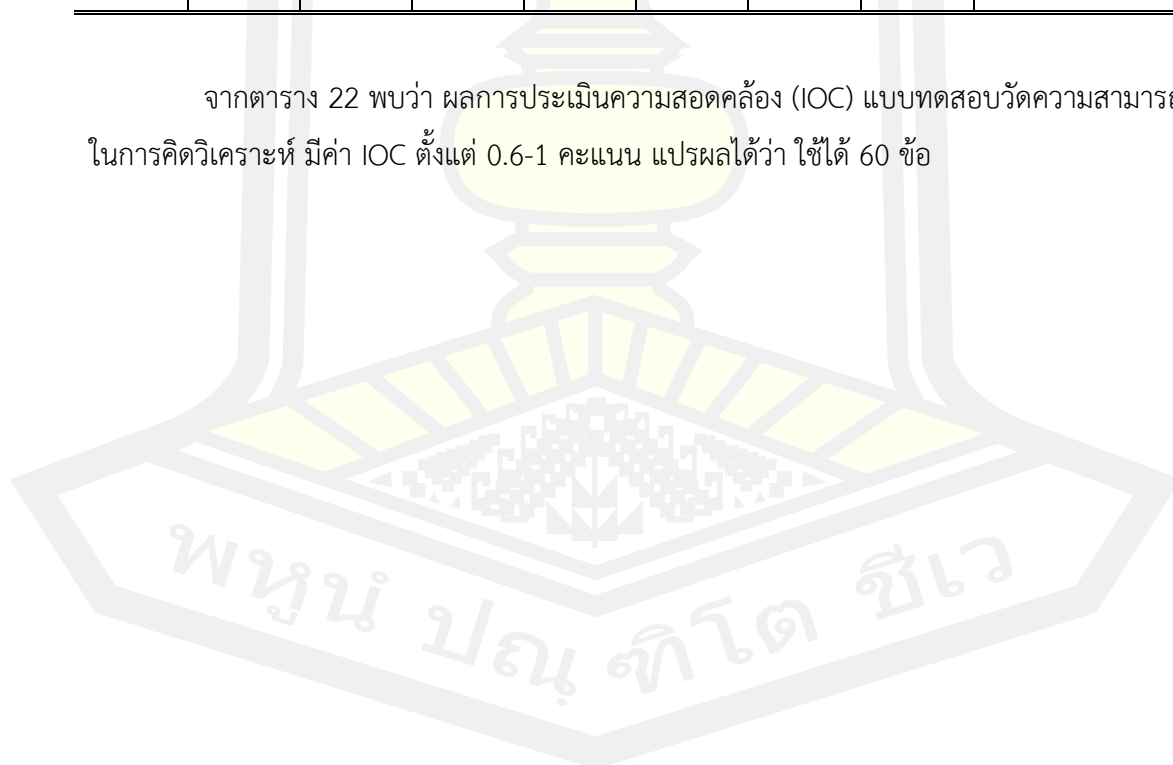 จากตาราง 22 พบว่า ผลการประเมินความสอดคล้อง (IOC) แบบทดสอบวัดความสามารถ
ในการคิดวิเคราะห์ มีค่า IOC ตั้งแต่ 0.6-1 คะแนน แปรผลได้ว่า ใช้ได้ 60 ข้อ
พหูนํ ปณฺฑิโต ชีเว